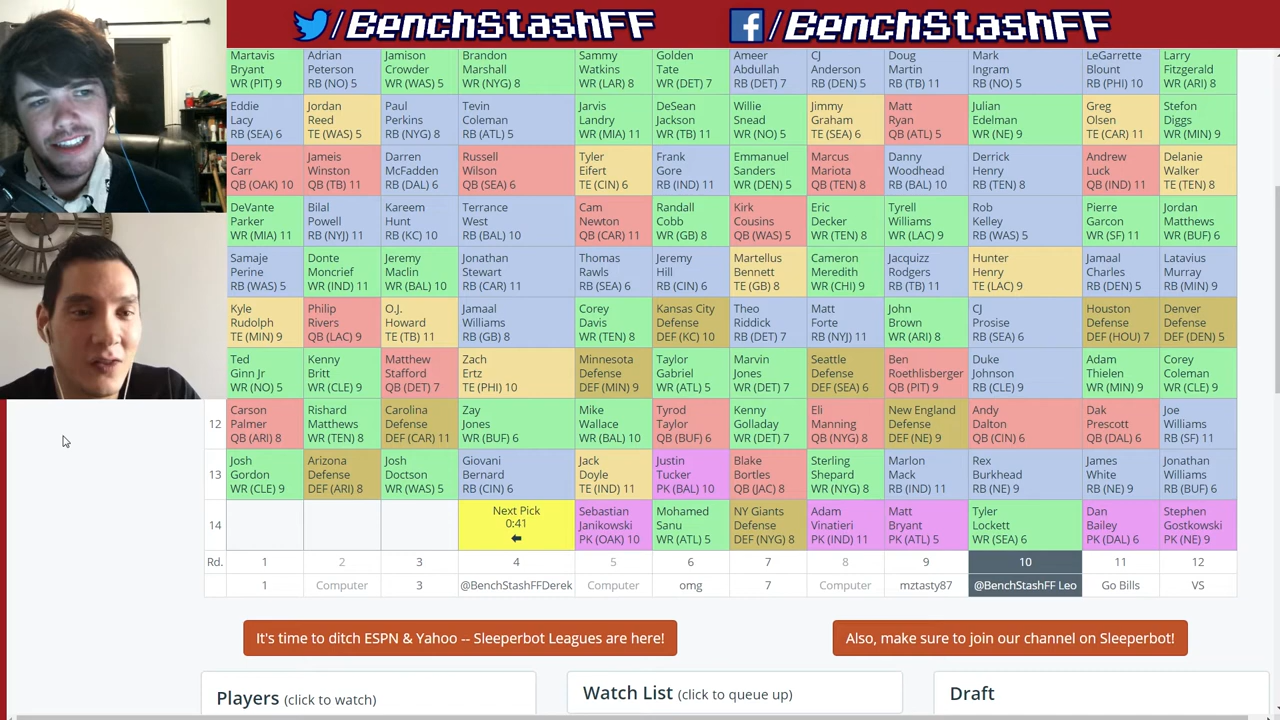 /BenchStashFF /BenchStashFF
Martavis Adrian Jamison Brandon Sammy Golden Ameer CJ Doug Mark LeGarrette Larry
Bryant Peterson Crowder Marshall Watkins Tate Abdullah Anderson Martin Ingram Blount Fitzgerald
WR (PIT) 9 RB (NO) 5 WR (WAS) 5 WR (NYG) 8 WR (LAR) 8 WR (DET) 7 RB (DET) 7 RB (DEN) 5 RB (TB) 11 RB (NO) 5 RB (PHI) 10 WR (ARI) 8
Eddie Jordan Paul Tevin Jarvis DeSean Willie Jimmy Matt Julian Greg Stefon
Lacy Reed Perkins Coleman Landry Jackson Snead Graham Ryan Edelman Olsen Diggs
RB (SEA) 6 TE (WAS) 5 RB (NYG) 8 RB (ATL) 5 WR (MIA) 11 WR (TB) 11 WR (NO) 5 TE (SEA) 6 QB (ATL) 5 WR (NE) 9 TE (CAR) 11 WR (MIN) 9
Derek Jameis Darren Russell Tyler Frank Emmanuel Marcus Danny Derrick Andrew Delanie
Carr Winston McFadden Wilson Eifert Gore Sanders Mariota Woodhead Henry Luck Walker
QB (OAK) 10 QB (TB) 11 RB (DAL) 6 QB (SEA) 6 TE (CIN) 6 RB (IND) 11 WR (DEN) 5 QB (TEN) 8 RB (BAL) 10 RB (TEN) 8 QB (IND) 11 TE (TEN) 8
DeVante Bilal Kareem Terrance Cam Randall Kirk Eric Tyrell Rob Pierre Jordan
Parker Powell Hunt West Newton Cobb Cousins Decker Williams Kelley Garcon Matthews
WR (MIA) 11 RB (NYJ) 11 RB (KC) 10 RB (BAL) 10 QB (CAR) 11 WR (GB) 8 QB (WAS) 5 WR (TEN) 8 WR (LAC) 9 RB (WAS) 5 WR (SF) 11 WR (BUF) 6
Samaje Donte Jeremy Jonathan Thomas Jeremy Martellus Cameron Jacquizz Hunter Jamaal Latavius
Perine Moncrief Maclin Stewart Rawls Hill Bennett Meredith Rodgers Henry Charles Murray
RB (WAS) 5 WR (IND) 11 WR (BAL) 10 RB (CAR) 11 RB (SEA) 6 RB (CIN) 6 TE (GB) 8 WR (CHI) 9 RB (TB) 11 TE (LAC) 9 RB (DEN) 5 RB (MIN) 9
Kyle Philip O.J. Jamaal Corey Kansas City Theo Matt John CJ Houston Denver
Rudolph Rivers Howard Williams Davis Defense Riddick Forte Brown Prosise Defense Defense
TE (MIN) 9 QB (LAC) 9 TE (TB) 11 RB (GB) 8 WR (TEN) 8 DEF (KC) 10 RB (DET) 7 RB (NYJ) 11 WR (ARI) 8 RB (SEA) 6 DEF (HOU) 7 DEF (DEN) 5
Ted Kenny Matthew Zach Minnesota Taylor Marvin Seattle Ben Duke Adam Corey
Ginn Jr Britt Stafford Ertz Defense Gabriel Jones Defense Roethlisberger Johnson Thielen Coleman
WR (NO) 5 WR (CLE) 9 QB (DET) 7 TE (PHI) 10 DEF (MIN) 9 WR (ATL) 5 WR (DET) 7 DEF (SEA) 6 QB (PIT) 9 RB (CLE) 9 WR (MIN) 9 WR (CLE) 9
Carson Richard Carolina Zay Mike Tyrod Kenny Eli New England Andy Dak Joe
12 Palmer Matthews Defense Jones Wallace Taylor Golladay Manning Defense Dalton Prescott Williams
QB (ARI) 8 WR (TEN) 8 DEF (CAR) 11 WR (BUF) 6 WR (BAL) 10 QB (BUF) 6 WR (DET) 7 QB (NYG) 8 DEF (NE) 9 QB (CIN) 6 QB (DAL) 6 RB (SF) 11
Josh Arizona Josh Giovani Jack Justin Blake Sterling Marlon Rex James Jonathan
13 Gordon Defense Doctson Bernard Doyle Tucker Bortles Shepard Mack Burkhead White Williams
WR (CLE) 9 DEF (ARI) 8 WR (WAS) 5 RB (CIN) 6 TE (IND) 11 PK (BAL) 10 QB (JAC) 8 WR (NYG) 8 RB (IND) 11 RB (NE) 9 RB (NE) 9 RB (BUF) 6
Next Pick Sebastian Mohamed NY Giants Adam Matt Tyler Dan Stephen
14 0:41 Janikowski Sanu Defense Vinatieri Bryant Lockett Bailey Gostkowski
PK (OAK) 10 WR (ATL) 5 DEF (NYG) 8 PK (IND) 11 PK (ATL) 5 WR (SEA) 6 PK (DAL) 6 PK (NE) 9
Rd. 1 2 3 4 5 6 7 8 9 10 11 12
1 Computer 3 @BenchStashFFDerek Computer omg 7 Computer mztasty87 @BenchStashFF Leo Go Bills VS
It's time to ditch ESPN & Yahoo -- Sleeperbot Leagues are here! Also, make sure to join our channel on Sleeperbot!
Players (click to watch) Watch List (click to queue up) Draft